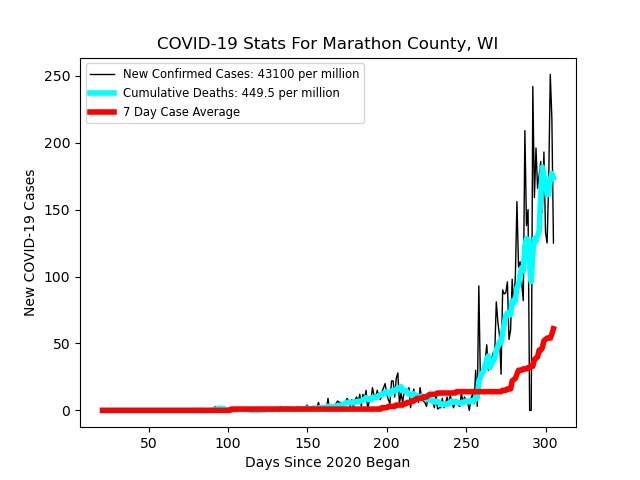 COVID-19 Stats For Marathon County, WI
New Confirmed Cases: 43100 per million
Cumulative Deaths: 449.5 per million
7 Day Case Average
250
200
150
100
50
0
New COVID-19 Cases
50 100 150 200 250 300
Days Since 2020 Began